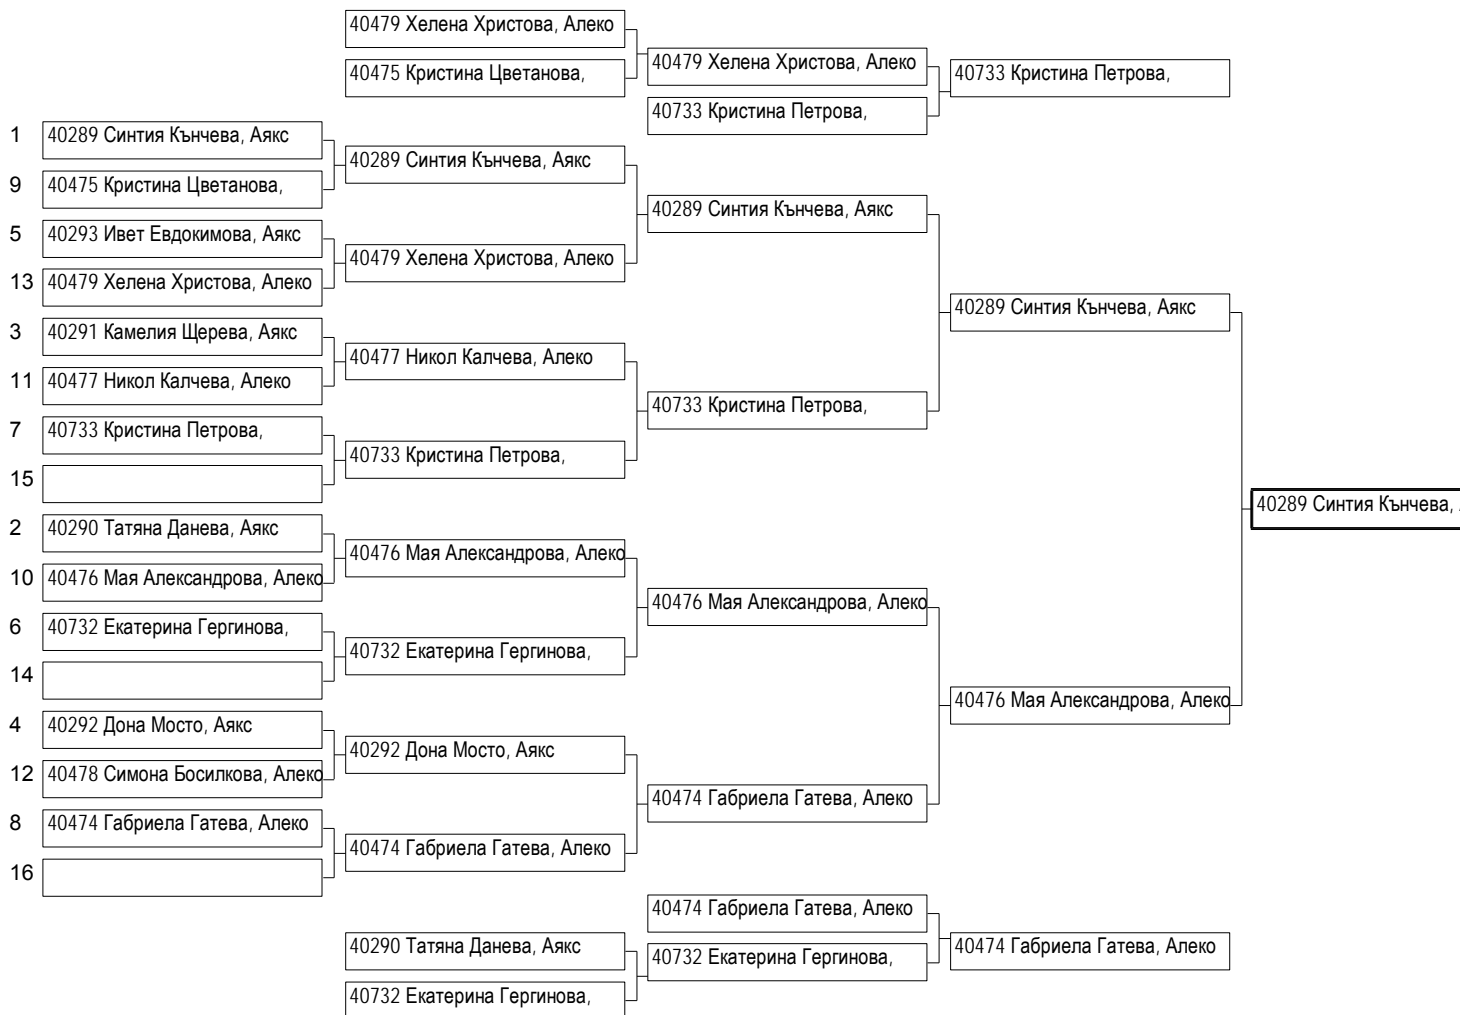 40479 Хелена Христова, Алеко
40475 Кристина Цветанова,
40479 Хелена Христова, Алеко
40733 Кристина Петрова,
40733 Кристина Петрова,
1 40289 Синтия Кънчева, Аякс
9 40475 Кристина Цветанова,
5 40293 Ивет Евдокимова, Аякс
13 40479 Хелена Христова, Алеко
3 40291 Камелия Щерева, Аякс
11 40477 Никол Калчева, Алеко
7 40733 Кристина Петрова,
15
2 40290 Татяна Данева, Аякс
10 40476 Мая Александрова, Алеко
6 40732 Екатерина Гергинова,
14
4 40292 Дона Мосто, Аякс
12 40478 Симона Босилкова, Алеко
8 40474 Габриела Гатева, Алеко
16
40289 Синтия Кънчева, Аякс
40479 Хелена Христова, Алеко
40477 Никол Калчева, Алеко
40733 Кристина Петрова,
40476 Мая Александрова, Алеко
40732 Екатерина Гергинова,
40292 Дона Мосто, Аякс
40474 Габриела Гатева, Алеко
40289 Синтия Кънчева, Аякс
40733 Кристина Петрова,
40476 Мая Александрова, Алеко
40474 Габриела Гатева, Алеко
40289 Синтия Кънчева, Аякс
40476 Мая Александрова, Алеко
40289 Синтия Кънчева,
40290 Татяна Данева, Аякс
40732 Екатерина Гергинова,
40474 Габриела Гатева, Алеко
40732 Екатерина Гергинова,
40474 Габриела Гатева, Алеко